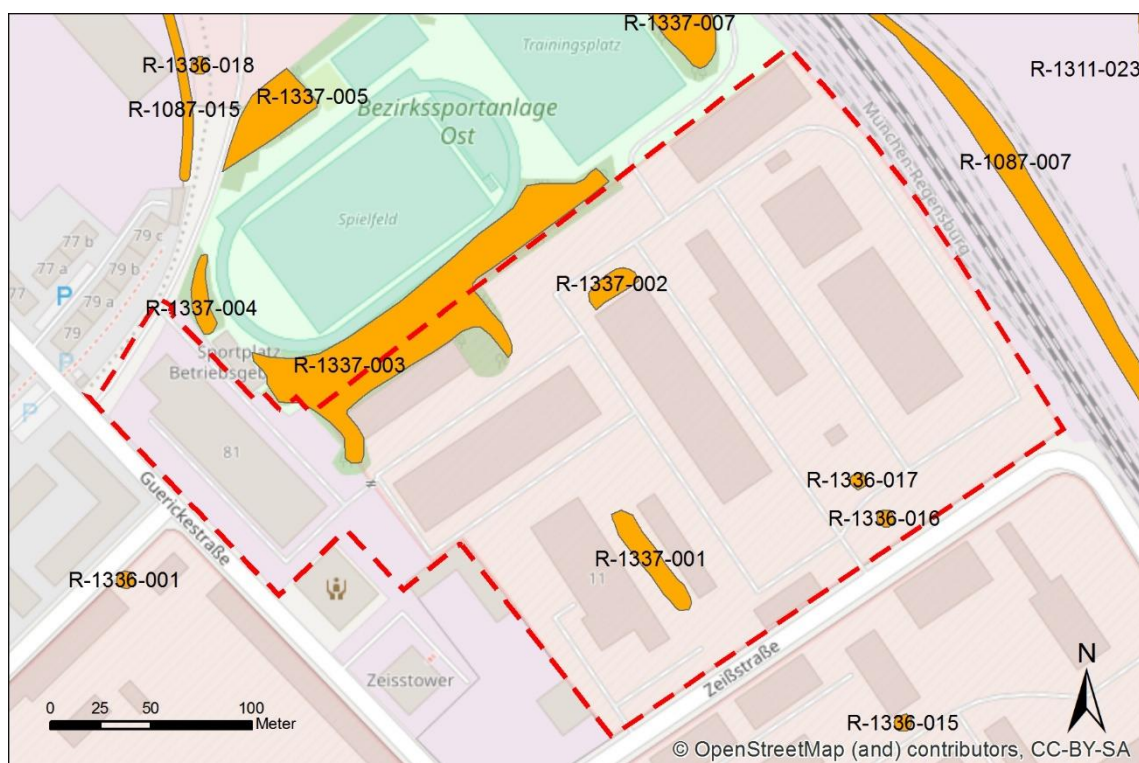 R-1337-007
Trainingsplatz
R-1336-018
R-1311-023
R-1337-005
R-1087-015
Bezirkssportanlage
Ost
München-Regensburg
R-1087-007
Spielfeld
77 b
79 c
77 a
79 b
77
P
79 a
79
P
P
R-1337-004
R-1337-002
Sportplatz
R-1337-003
81
Guerickestraße
R-1336-017
R-1336-016
R-1337-001
11
R-1336-001
Zeisstower
Zeißstraße
R-1336-015
N
0 25 50 100
Meter
© OpenStreetMap (and) contributors, CC-BY-SA